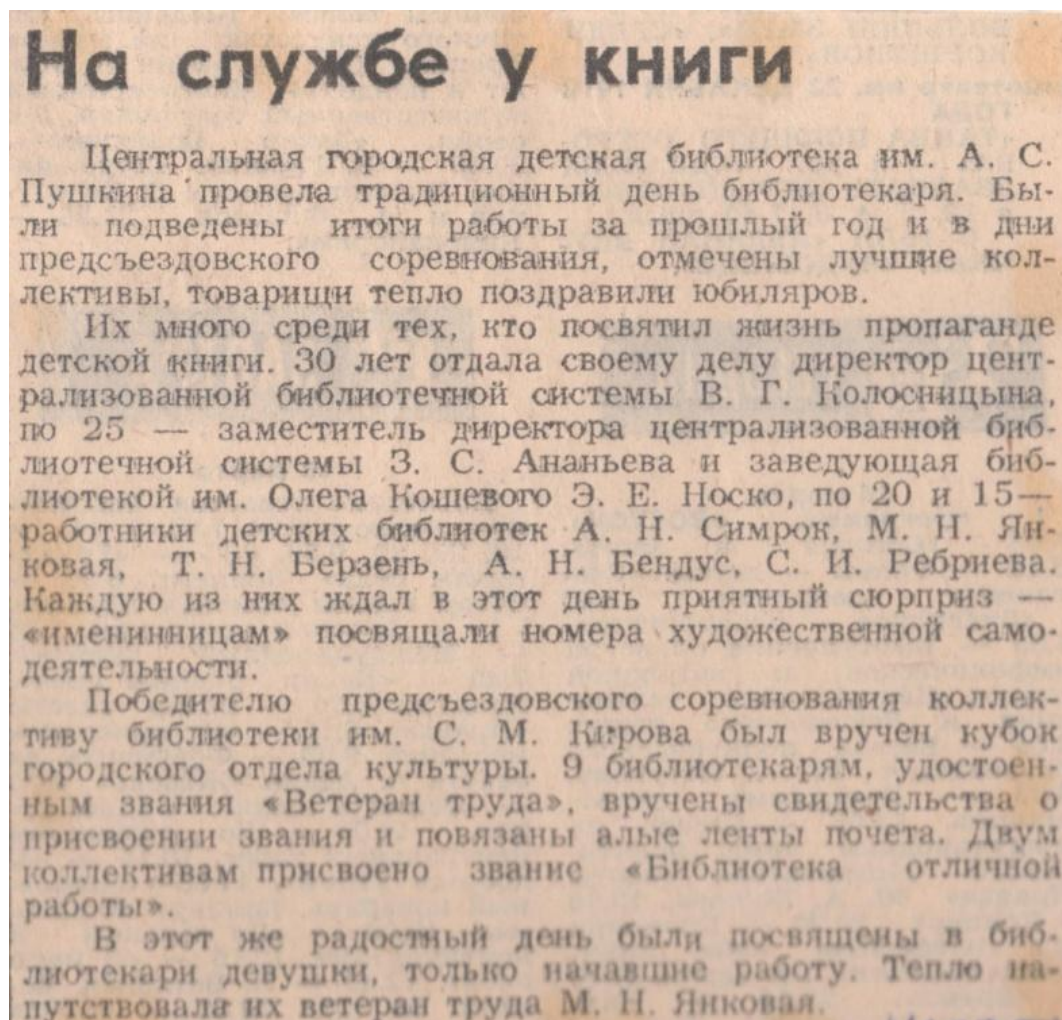 На службе у книги
Центральная городская детская библиотека им. А. С.
Пушкина провела традиционный день библиотекаря. Бы-
ли подведены итоги работы за прошлый год и в дни
предсъездовского соревнования, отмечены лучшие кол-
лективы, товарищи тепло поздравили юбиляров.
Их много среди тех, кто посвятил жизнь пропаганде
детской книги. 30 лет отдала своему делу директор цент-
рализованной библиотечной системы В. Г. Колосницына,
по 25 — заместитель директора централизованной биб-
лиотечной системы З. С. Ананьева и заведующая биб-
лиотекой им. Олега Кошевого Э. Е. Носко, по 20 и 15—
работники детских библиотек А. Н. Симрок, М. Н. Ян-
ковая, Т. Н. Берзень, А. Н. Бендус, С. И. Ребриева.
Каждую из них ждал в этот день приятный сюрприз —
«именинницам» посвящали номера художественной само-
деятельности.
Победителю предсъездовского соревнования коллек-
тиву библиотеки им. С. М. Кирова был вручен кубок
городского отдела культуры. 9 библиотекарям, удостоен-
ным звания «Ветеран труда», вручены свидетельства о
присвоении звания и повязаны алые ленты почета. Двум
коллективам присвоено звание «Библиотека отличной
работы».
В этот же радостный день были посвящены в биб-
лиотекари девушки, только начавшие работу. Тепло на-
путствовала их ветеран труда М. Н. Янковая.